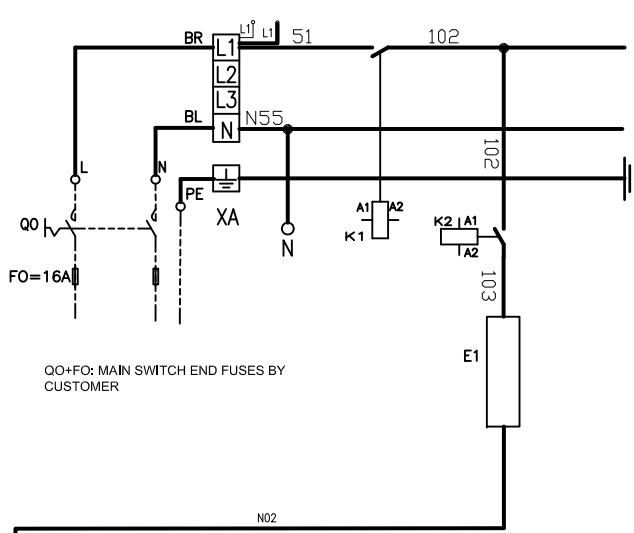 L1 L1
BR L1 51 102
L2
L3
BL N N55
102
L N
PE
XA
A1 A2
K1
K2 A1
A2
QO
N
FO=16A
103
E1
QO+FO: MAIN SWITCH END FUSES BY
CUSTOMER
N02